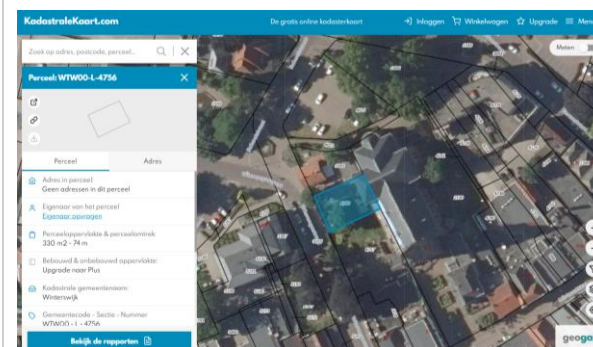 KadastraleKaart.com
De gratis online kadasterkaart
Inloggen
Winkelwagen
Upgrade
Menu
Zoek op adres, postcode, perceel...
Meten
Perceel: WTW00-L-4756
Perceel
Adres
Adres in perceel
Geen adressen in dit perceel
Eigenaar van het perceel
Eigenaar opvragen
Perceeloppervlakte & perceelomtrek
330 m2 - 74 m
Bebouwd & onbebouwd oppervlakte:
Upgrade naar Plus
Kadastrale gemeentenaam:
Winterswijk
Gemeentecode - Sectie - Nummer
WTW00 - L - 4756
Bekijk de rapporten